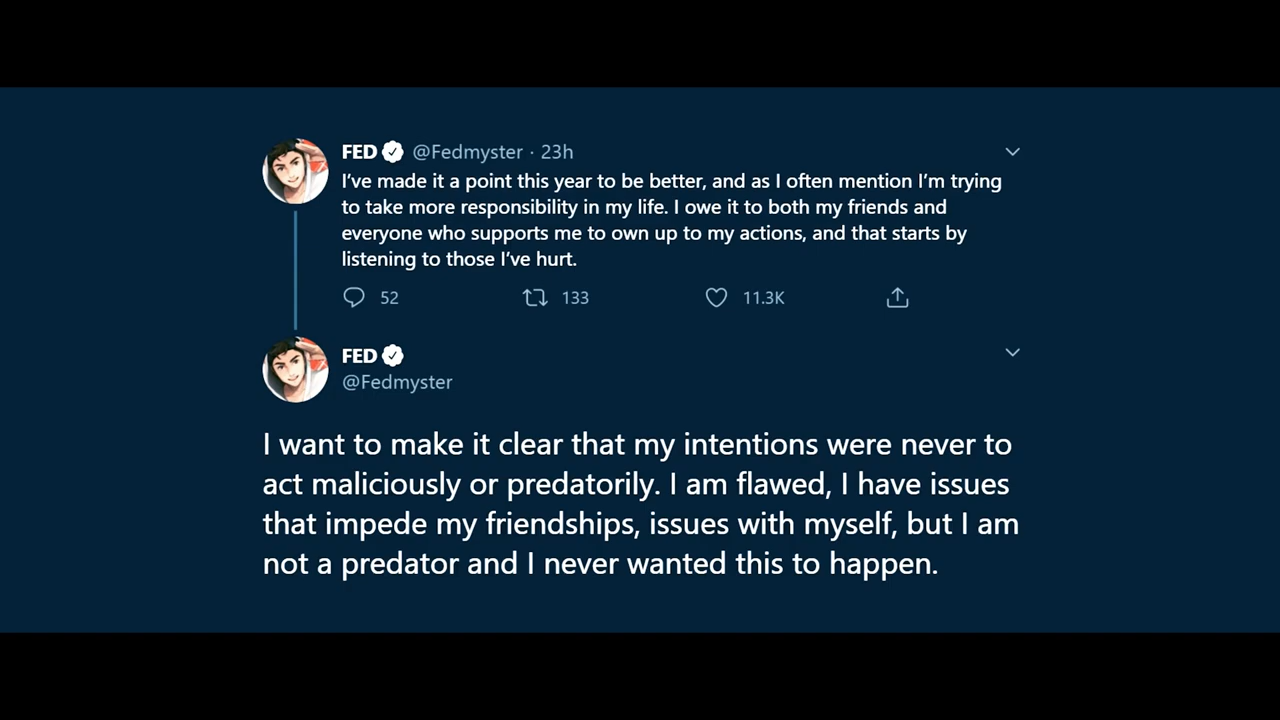 FED @Fedmyster · 23h
I've made it a point this year to be better, and as I often mention I'm trying
to take more responsibility in my life. I owe it to both my friends and
everyone who supports me to own up to my actions, and that starts by
listening to those I've hurt.
52 133 11.3K
FED
@Fedmyster
I want to make it clear that my intentions were never to
act maliciously or predatorily. I am flawed, I have issues
that impede my friendships, issues with myself, but I am
not a predator and I never wanted this to happen.